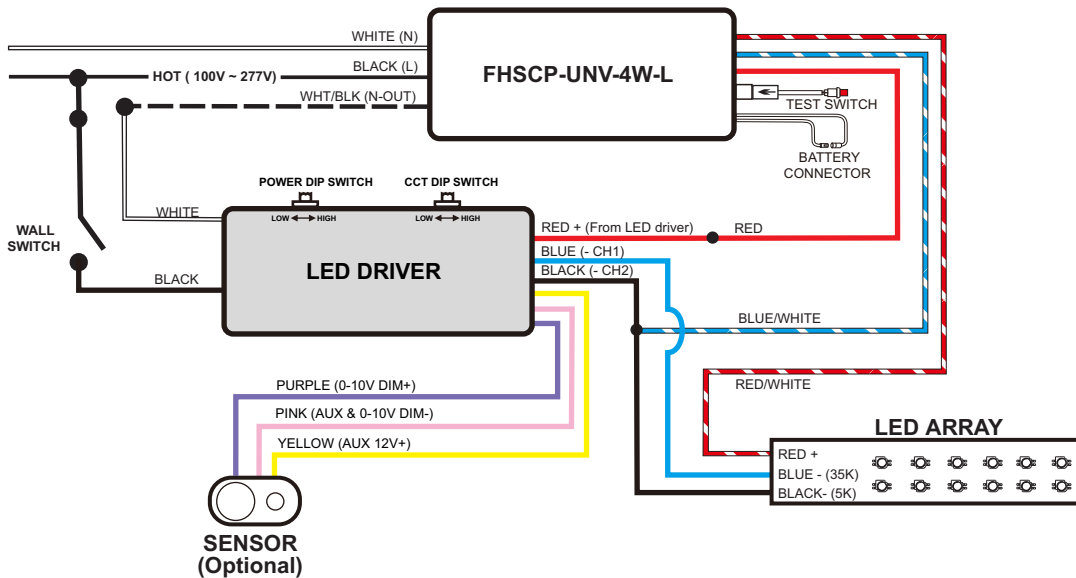 WHITE (N)
BLACK (L)
HOT ( 100V ~ 277V)
WHT/BLK (N-OUT)
FHSCP-UNV-4W-L
TEST SWITCH
BATTERY
CONNECTOR
POWER DIP SWITCH
CCT DIP SWITCH
LOW HIGH
LOW HIGH
WHITE
WALL
SWITCH
BLACK
LED DRIVER
RED + (From LED driver)
RED
BLUE (- CH1)
BLACK (- CH2)
BLUE/WHITE
RED/WHITE
PURPLE (0-10V DIM+)
PINK (AUX & 0-10V DIM-)
YELLOW (AUX 12V+)
SENSOR
(Optional)
LED ARRAY
RED +
BLUE - (35K)
BLACK- (5K)